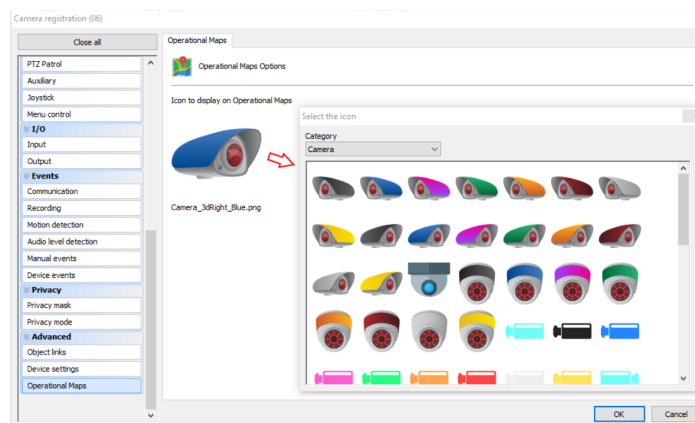 Camera registration (06)
Close all
PTZ Patrol
Auxiliary
Joystick
Menu control
I/O
Input
Output
Events
Communication
Recording
Motion detection
Audio level detection
Manual events
Device events
Privacy
Privacy mask
Privacy mode
Advanced
Object links
Device settings
Operational Maps
Operational Maps
Operational Maps Options
Icon to display on Operational Maps
Camera_3dRight_Blue.png
Select the icon
Category
Camera
OK
Cancel